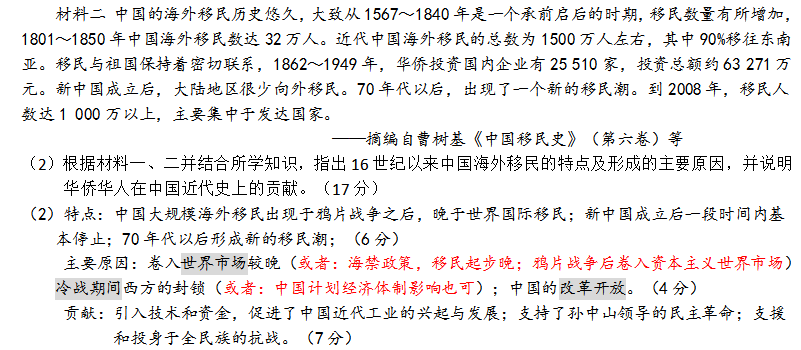 材料二  中国的海外移民历史悠久，大致从1567～1840年是一个承前启后的时期，移民数量有所增加，
1801～1850年中国海外移民数达32万人。近代中国海外移民的总数为1500万人左右，其中90%移往东南
亚。移民与祖国保持着密切联系，1862～1949年，华侨投资国内企业有25 510家，投资总额约63 271万
元。新中国成立后，大陆地区很少向外移民。70年代以后，出现了一个新的移民潮。到2008年，移民人
数达1 000万以上，主要集中于发达国家。
——摘编自曹树基《中国移民史》（第六卷）等
（2）根据材料一、二并结合所学知识，指出16世纪以来中国海外移民的特点及形成的主要原因，并说明
华侨华人在中国近代史上的贡献。（17分）
（2）特点：中国大规模海外移民出现于鸦片战争之后，晚于世界国际移民；新中国成立后一段时间内基
本停止；70年代以后形成新的移民潮；（6分）
主要原因：卷入世界市场较晚（或者：海禁政策，移民起步晚；鸦片战争后卷入资本主义世界市场）
冷战期间西方的封锁（或者：中国计划经济体制影响也可）；中国的改革开放。（4分）
贡献：引入技术和资金，促进了中国近代工业的兴起与发展；支持了孙中山领导的民主革命；支援
和投身于全民族的抗战。（7分）